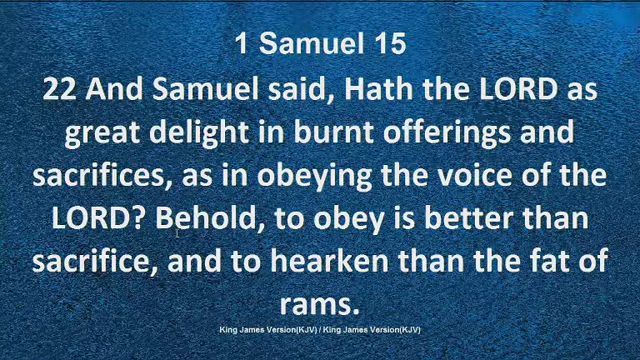 1 Samuel 15
22 And Samuel said, Hath the LORD as
great delight in burnt offerings and
sacrifices, as in obeying the voice of the
LORD? Behold, to obey is better than
sacrifice, and to hearken than the fat of
rams.
King James Version(KJV) / King James Version(KJV)